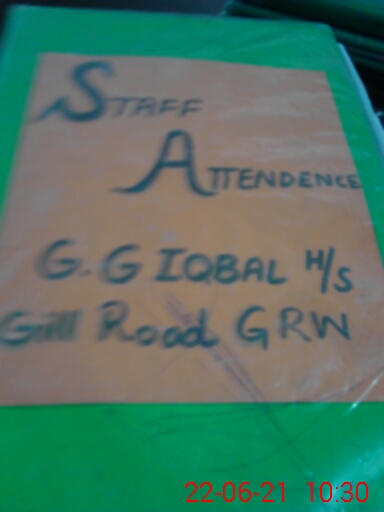 STAFF
ATTENDENCE
G. G IQBAL H/S
Gill Road GRW
22-06-21 10:30